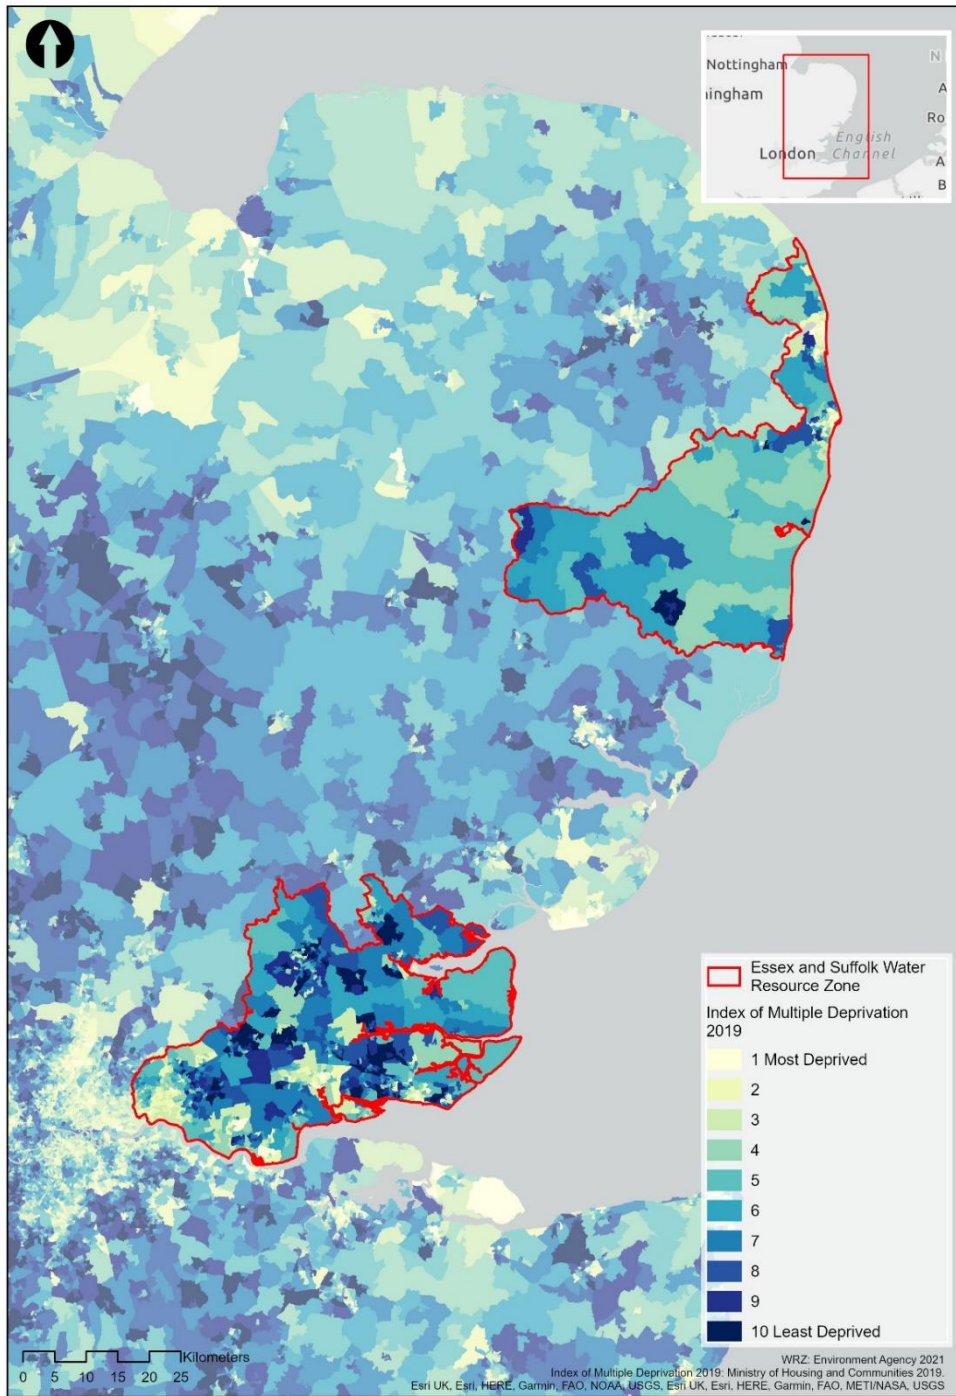 Nottingham
ningham
London
English
Channel
N
A
Ro
A
B
Essex and Suffolk Water
Resource Zone
Index of Multiple Deprivation
2019
1 Most Deprived
2
3
4
5
6
7
8
9
10 Least Deprived
Kilometers
0 5 10 15 20 25
WRZ: Environment Agency 2021
Index of Multiple Deprivation 2019: Ministry of Housing and Communities 2019.
Esri UK, Esri, HERE, Garmin, FAO, NOAA, USGS, Esri UK, Esri, HERE, Garmin, FAO, METI/NASA, USGS